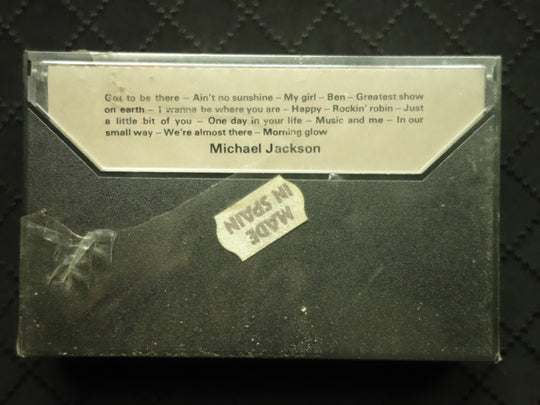 Got to be there – Ain't no sunshine – My girl – Ben – Greatest show
on earth – I wanna be where you are – Happy – Rockin' robin – Just
a little bit of you – One day in your life – Music and me – In our
small way – We're almost there – Morning glow
Michael Jackson
MADE
IN SPAIN